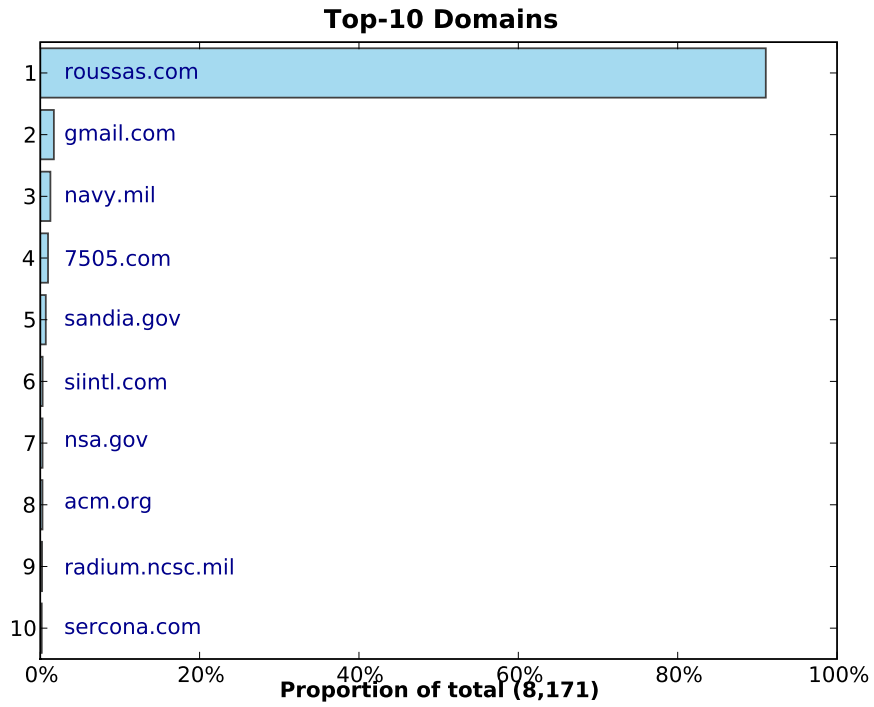 Top-10 Domains
1 roussas.com
2 gmail.com
3 navy.mil
4 7505.com
5 sandia.gov
6 siintl.com
7 nsa.gov
8 acm.org
9 radium.ncsc.mil
10 sercona.com
0% 20% 40% 60% 80% 100%
Proportion of total (8,171)